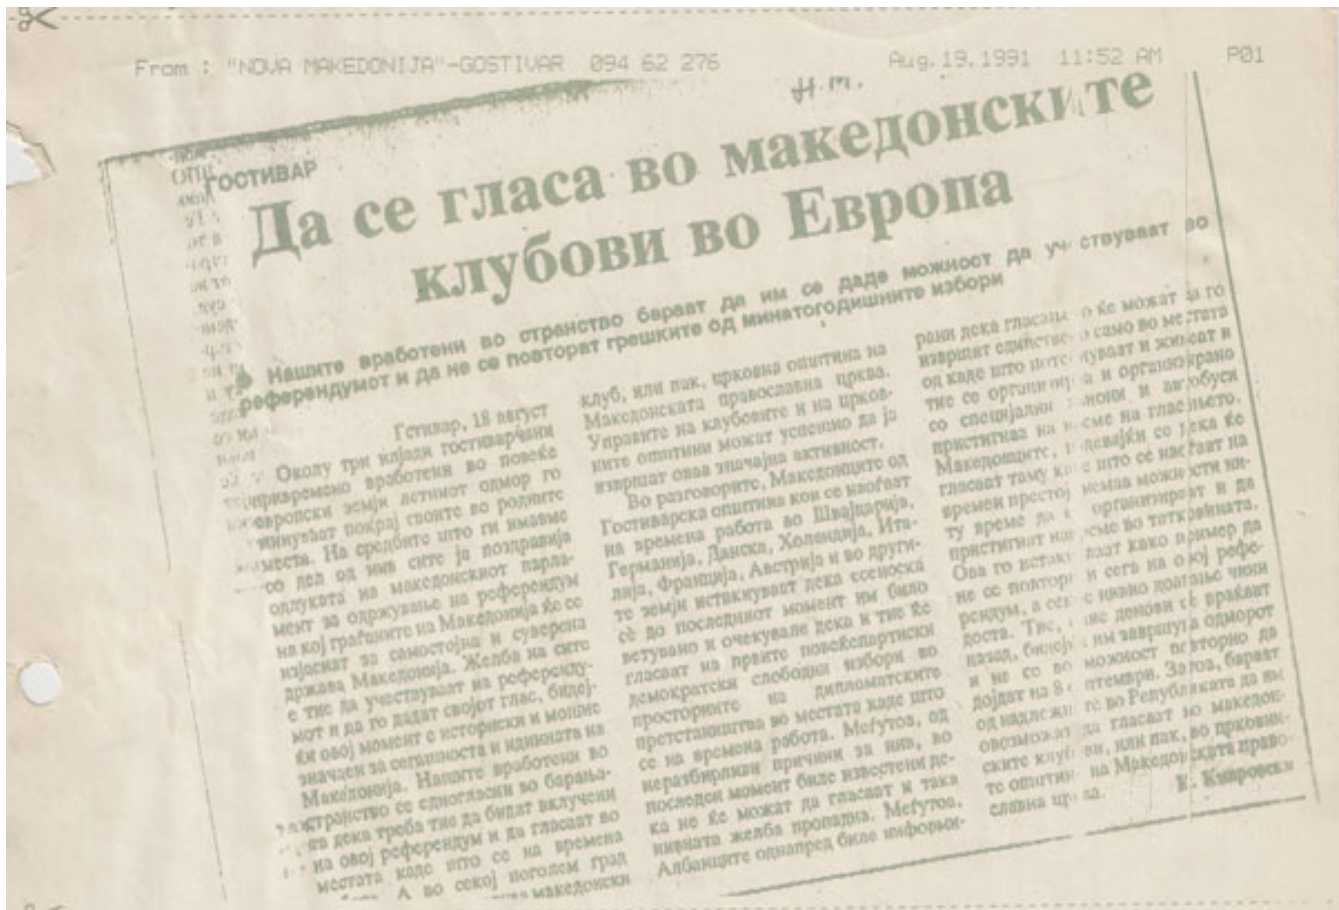 From : "NOVA MAKEDONIJA"-GOSTIVAR 094 62 276 Aug.19.1991 11:52 AM P01
Н.М.
ГОСТИВАР
Да се гласа во македонските
клубови во Европа
Нашите вработени во странство бараат да им се даде можност да учествуваат во
референдумот и да не се повторат грешките од минатогодишните избори
Гстивар, 18 август
Околу три илјади гостиварчани
привремено вработени во повеќе
европски земји летниот одмор го
минуваат покрај своите во родните
места. На средбите што ги имавме
со дел од нив сите ја поздравија
одлуката на македонскиот парла-
мент за одржување на референдум
на кој граѓаните на Македонија ќе се
изјаснат за самостојна и суверена
држава Македонија. Желба на сите
е тие да учествуваат на референду-
мот и да го дадат својот глас, бидеј-
ќи овој момент е историски и мошне
значаен за сегашноста и иднината на
Македонија. Нашите вработени во
странство се едногласни во барања-
та дека треба тие да бидат вклучени
на овој референдум и да гласаат во
местата каде што се на времена
А во секој поголем град
македонски
клуб, или пак, црковна општина на
Македонската православна црква.
Управите на клубовите и на црков-
ните општини можат успешно да ја
извршат оваа значајна активност.
Во разговорите, Македонците од
Гостиварска општина кои се наоѓаат
на времена работа во Швајцарија,
Германија, Данска, Холандија, Ита-
лија, Франција, Австрија и во други-
те земји истакнуваат дека есеноска
сѐ до последниот момент им било
ветувано и очекувале дека и тие ќе
гласаат на првите повеќепартиски
демократски слободни избори во
просториите на дипломатските
претстаништва во местата каде што
се на времена работа. Меѓутоа, од
неразбирливи причини за нив, во
последен момент биле известени де-
ка не ќе можат да гласаат и така
нивната желба пропадна. Меѓутоа,
Албанците однапред биле информи-
рани дека гласање ќе можат да го
извршат единствено само во местата
од каде што потекнуваат и живеат и
тие се организира и организирано
со специјални и автобуси
пристигнаа на гласањето.
Македонците, дека ќе
гласаат таму каде што се наоѓаат на
времен престој немаа можности ни-
ту време да се организираат и да
пристигнат во татковината.
Ова го истакнуваат како пример да
не се повтори и сега на овој рефе-
рендум, а нивно доаѓање чини
доста. Тие, овие денови се враќаат
назад, бидејќи им завршува одморот
и не се во можност повторно да
дојдат на 8 септември. Затоа, бараат
од надлежните во Републиката да им
овозможат да гласаат во македон-
ските клубови, или пак, во црковни-
те општини на Македонската право-
славна црква.